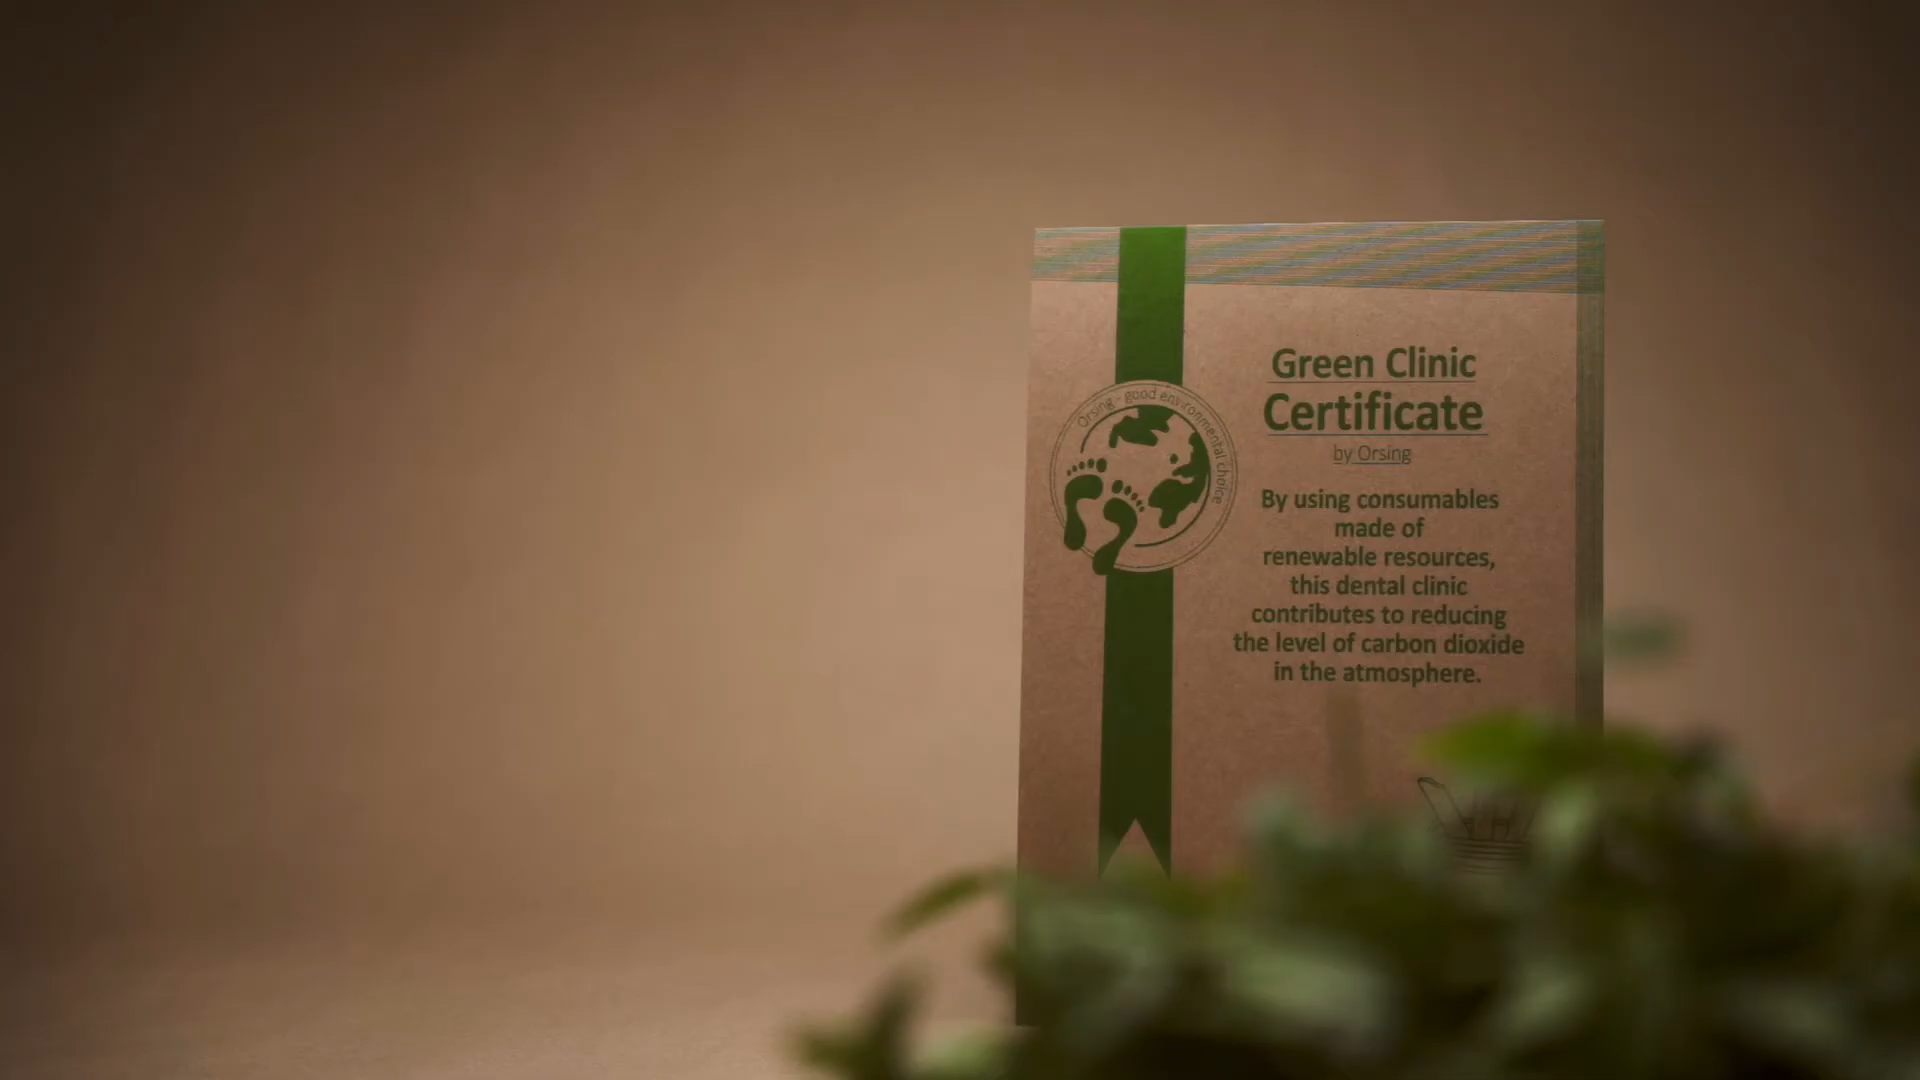 Green Clinic
Certificate
by Orsing
By using consumables
made of
renewable resources,
this dental clinic
contributes to reducing
the level of carbon dioxide
in the atmosphere.
Orsing - good environmental choice